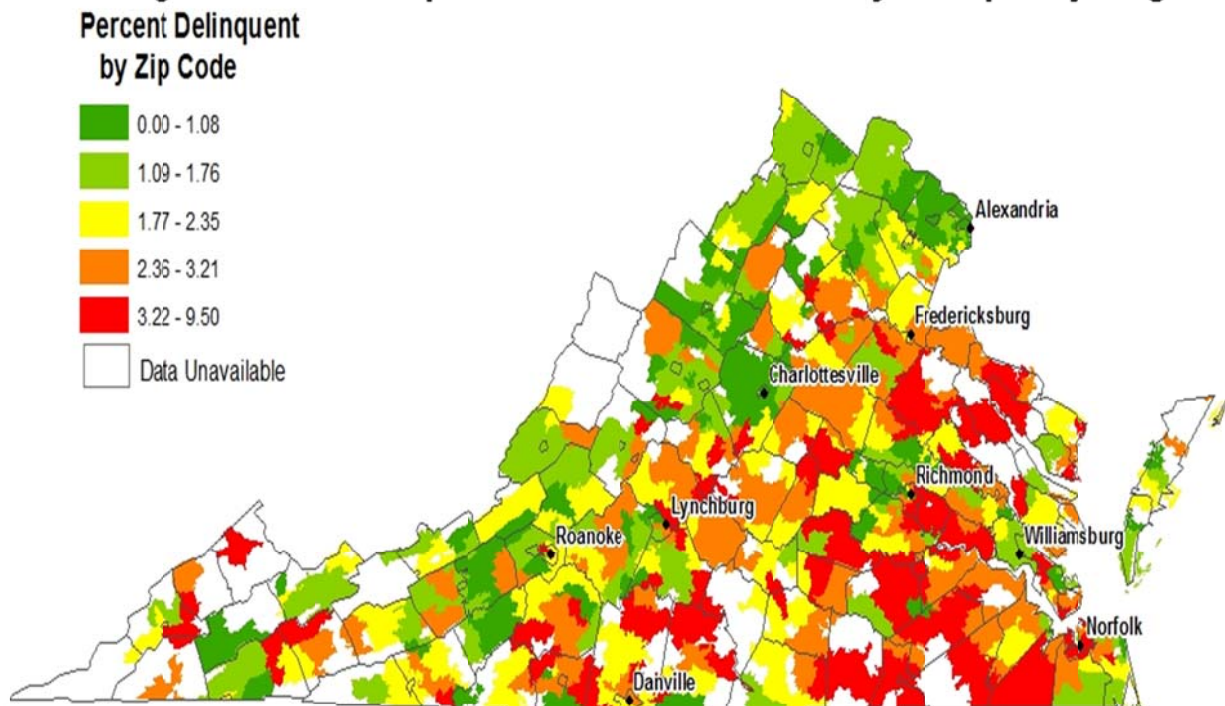 Percent Delinquent
by Zip Code
0.00 - 1.08
1.09 - 1.76
1.77 - 2.35
2.36 - 3.21
3.22 - 9.50
Data Unavailable
Alexandria
Fredericksburg
Charlottesville
Richmond
Lynchburg
Williamsburg
Roanoke
Norfolk
Danville